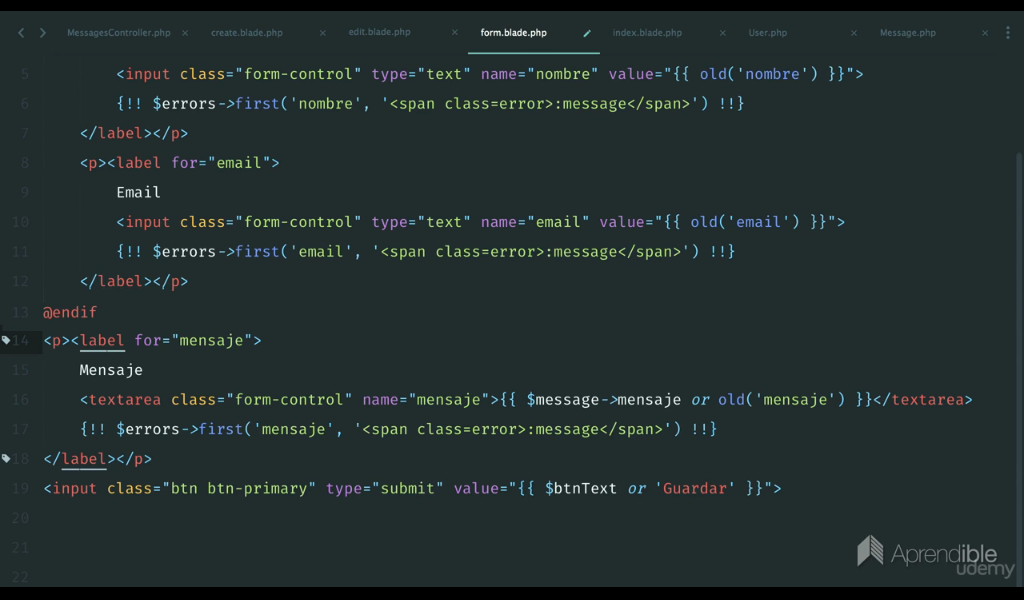 MessagesController.php × create.blade.php × edit.blade.php × form.blade.php index.blade.php × User.php × Message.php ×
5 <input class="form-control" type="text" name="nombre" value="{{ old('nombre') }}">
6 {!! $errors->first('nombre', '<span class=error>:message</span>') !!}
7 </label></p>
8 <p><label for="email">
9 Email
10 <input class="form-control" type="text" name="email" value="{{ old('email') }}">
11 {!! $errors->first('email', '<span class=error>:message</span>') !!}
12 </label></p>
13 @endif
14 <p><label for="mensaje">
15 Mensaje
16 <textarea class="form-control" name="mensaje">{{ $message->mensaje or old('mensaje') }}</textarea>
17 {!! $errors->first('mensaje', '<span class=error>:message</span>') !!}
18 </label></p>
19 <input class="btn btn-primary" type="submit" value="{{ $btnText or 'Guardar' }}">
20
21
22
Aprendible
udemy